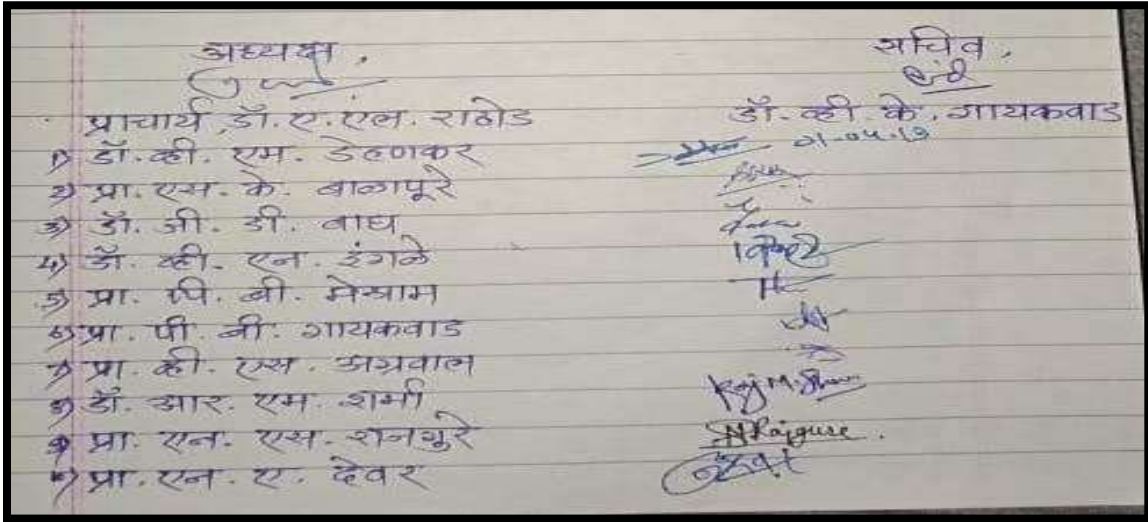 अध्यक्ष, सचिव,
प्राचार्य डॉ. ए. एल. राठोड डॉ. व्ही के. गायकवाड
1) डॉ. व्ही. एम. डेहणकर
2) प्रा. एस. के. बाळापूरे
3) डॉ. जी. डी. वाघ
4) डॉ. व्ही. एन. इंगळे
5) प्रा. पि. बी. मेश्राम
6) प्रा. पी. बी. गायकवाड
7) प्रा. व्ही. एस. अग्रवाल
8) डॉ. आर. एम. शर्मा
9) प्रा. एन. एस. राजगुरे NRajgure.
10) प्रा. एन. ए. देवर